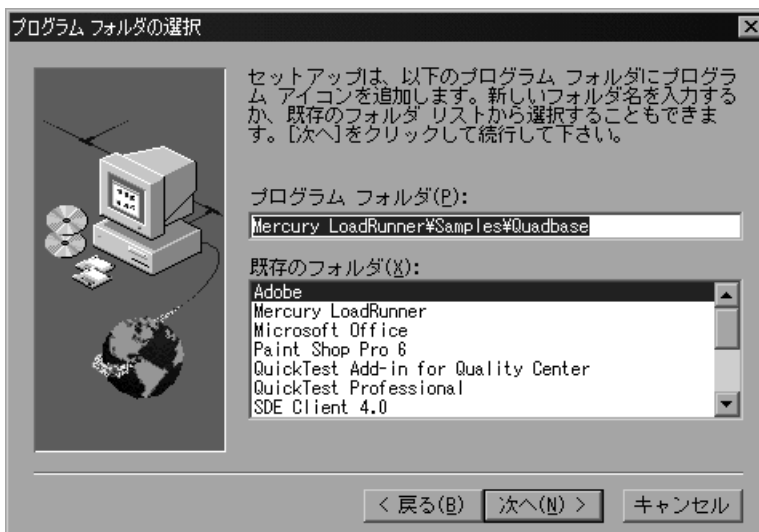 プログラム フォルダの選択
セットアップは、以下のプログラム フォルダにプログラ
ム アイコンを追加します。新しいフォルダ名を入力する
か、既存のフォルダ リストから選択することもできま
す。[次へ]をクリックして続行して下さい。
プログラム フォルダ(P):
Mercury LoadRunner¥Samples¥Quadbase
既存のフォルダ(X):
Adobe
Mercury LoadRunner
Microsoft Office
Paint Shop Pro 6
QuickTest Add-in for Quality Center
QuickTest Professional
SDE Client 4.0
< 戻る(B) 次へ(N) > キャンセル